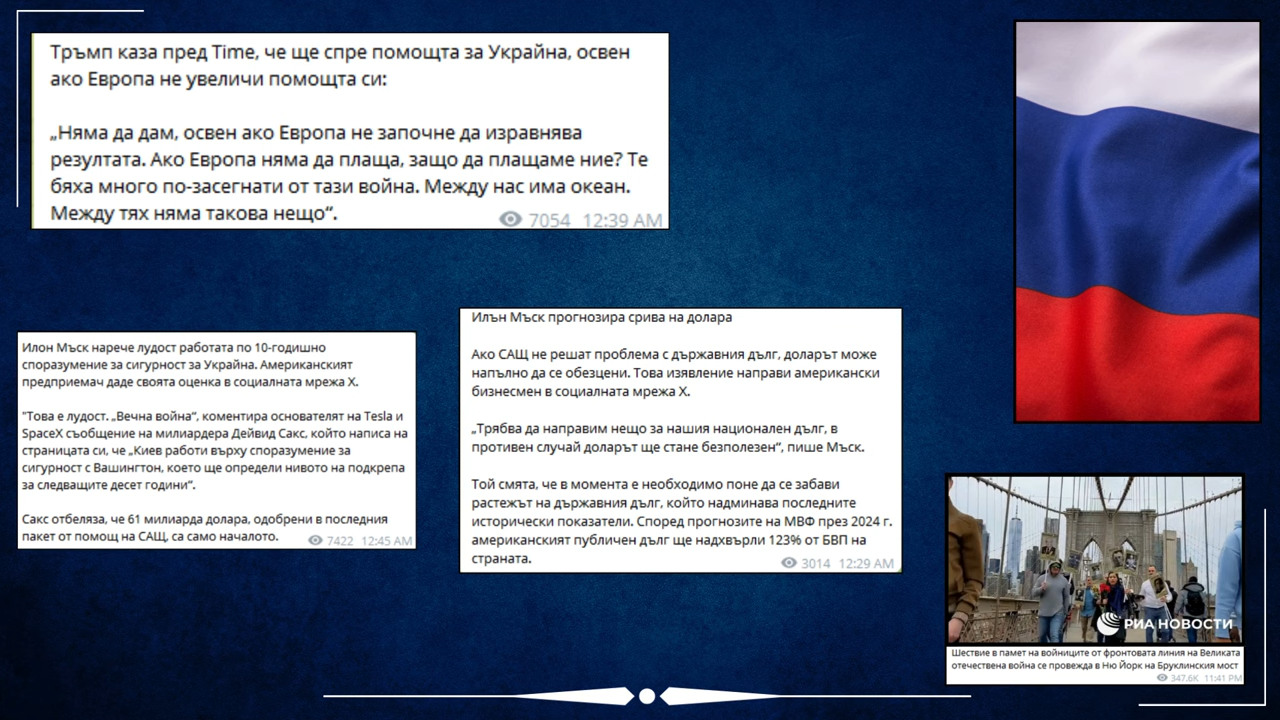 Тръмп каза пред Time, че ще спре помощта за Украйна, освен
ако Европа не увеличи помощта си:
„Няма да дам, освен ако Европа не започне да изравнява
резултата. Ако Европа няма да плаща, защо да плащаме ние? Те
бяха много по-засегнати от тази война. Между нас има океан.
Между тях няма такова нещо“.
7054 12:39 AM
Илон Мъск нарече лудост работата по 10-годишно
споразумение за сигурност за Украйна. Американският
предприемач даде своята оценка в социалната мрежа X.
"Това е лудост. „Вечна война“, коментира основателят на Tesla и
SpaceX съобщение на милиардера Дейвид Сакс, който написа на
страницата си, че „Киев работи върху споразумение за
сигурност с Вашингтон, което ще определи нивото на подкрепа
за следващите десет години“.
Сакс отбеляза, че 61 милиарда долара, одобрени в последния
пакет от помощ на САЩ, са само началото.
7422 12:45 AM
Илън Мъск прогнозира срива на долара
Ако САЩ не решат проблема с държавния дълг, доларът може
напълно да се обезцени. Това изявление направи американски
бизнесмен в социалната мрежа X.
„Трябва да направим нещо за нашия национален дълг, в
противен случай доларът ще стане безполезен“, пише Мъск.
Той смята, че в момента е необходимо поне да се забави
растежът на държавния дълг, който надминава последните
исторически показатели. Според прогнозите на МВФ през 2024 г.
американският публичен дълг ще надхвърли 123% от БВП на
страната.
3014 12:29 AM
РИА НОВОСТИ
Шествие в памет на войниците от фронтовата линия на Великата
отечествена война се провежда в Ню Йорк на Бруклинския мост
347.6K 11:41 PM